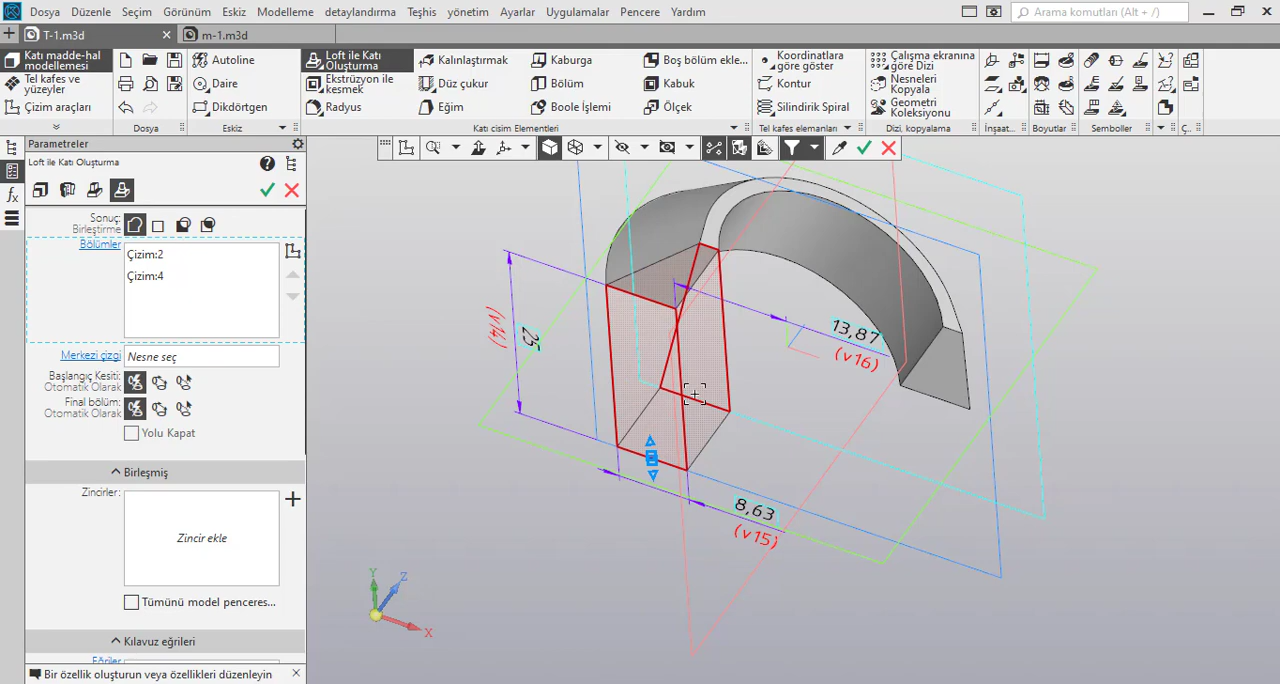 Dosya Düzenle Seçim Görünüm Eskiz Modelleme detaylandırma Teşhis yönetim Ayarlar Uygulamalar Pencere Yardım
Arama komutları (Alt + /)
T-1.m3d
m-1.m3d
Katı madde-hal modellemesi
Tel kafes ve yüzeyler
Çizim araçları
Dosya
Autoline
Daire
Dikdörtgen
Eskiz
Loft ile Katı Oluşturma
Ekstrüzyon ile kesmek
Radyus
Kalınlaştırmak
Düz çukur
Eğim
Kaburga
Bölüm
Boole İşlemi
Boş bölüm ekle...
Kabuk
Ölçek
Katı cisim Elementleri
Koordinatlara göre göster
Kontur
Silindirik Spiral
Tel kafes elemanları
Çalışma ekranına göre Dizi
Nesneleri Kopyala
Geometri Koleksiyonu
Dizi, kopyalama
İnşaat...
Boyutlar
Semboller
Ç...
Parametreler
Loft ile Katı Oluşturma
Sonuç:
Birleştirme
Bölümler
Çizim:2
Çizim:4
Merkezi çizgi
Nesne seç
Başlangıç Kesiti:
Otomatik Olarak
Final bölüm:
Otomatik Olarak
Yolu Kapat
Birleşmiş
Zincirler:
Zincir ekle
Tümünü model penceres...
Kılavuz eğrileri
Eğriler
Bir özellik oluşturun veya özellikleri düzenleyin
25
13,87
(v16)
8,63
(v15)
Y
Z
X